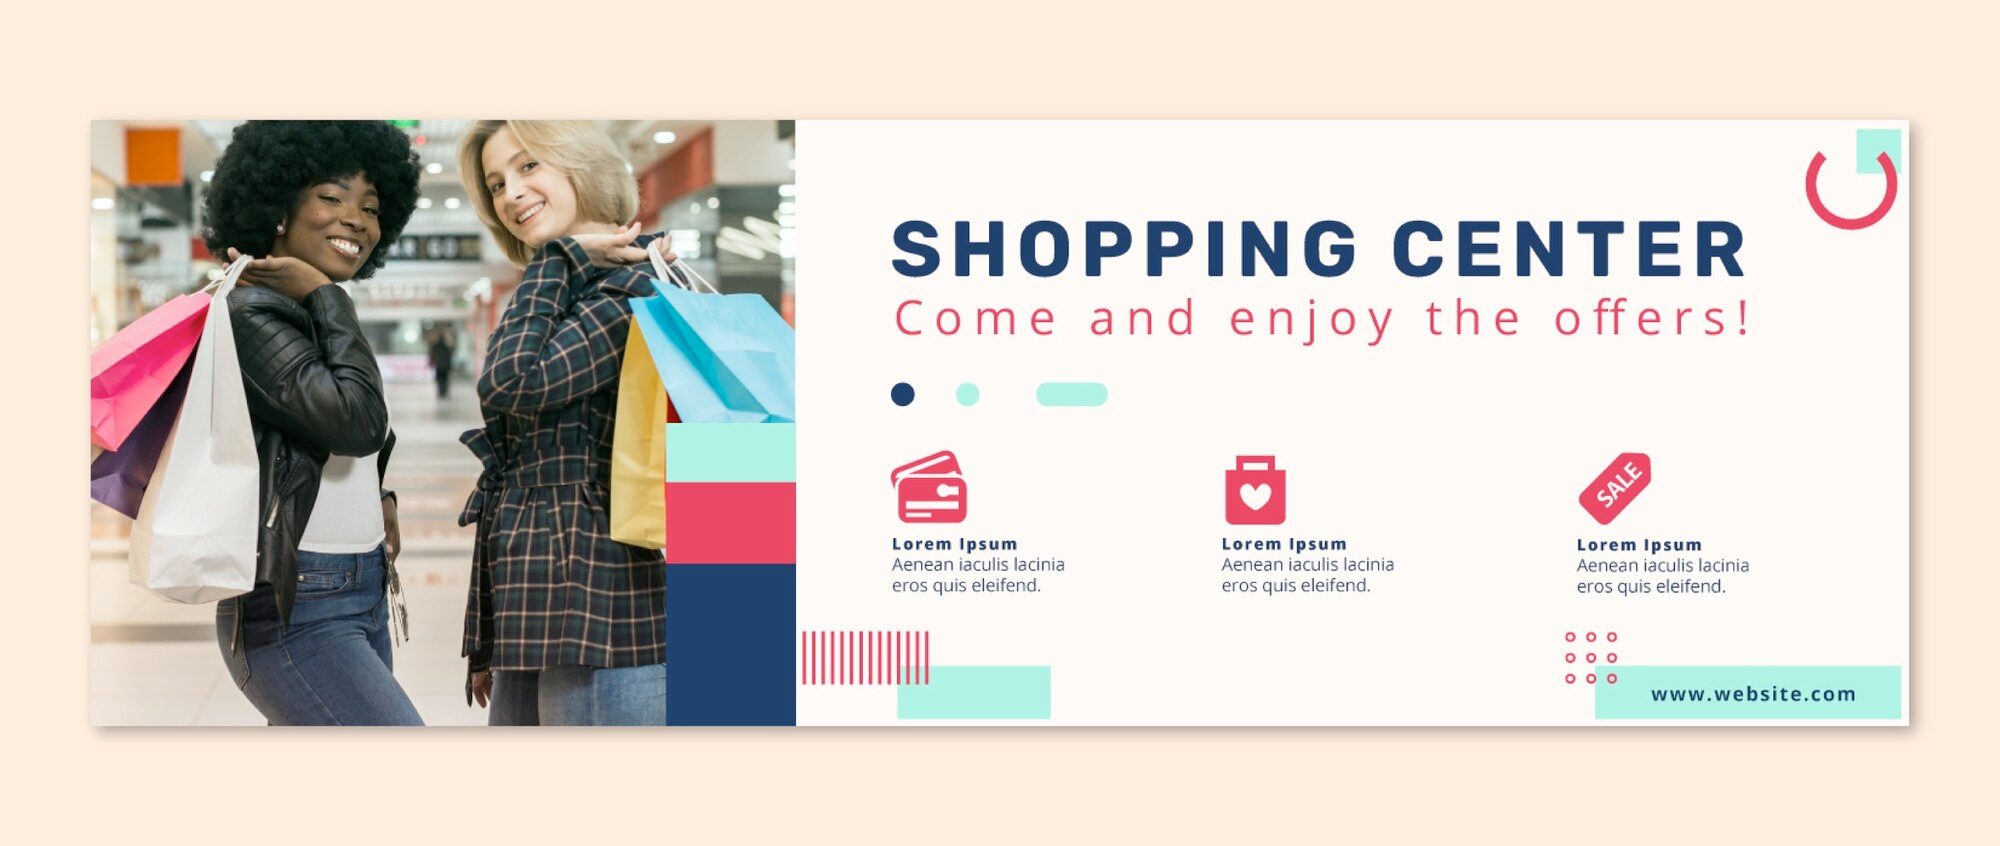 SHOPPING CENTER
Come and enjoy the offers!
SALE
Lorem Ipsum
Aenean iaculis lacinia
eros quis eleifend.
Lorem Ipsum
Aenean iaculis lacinia
eros quis eleifend.
Lorem Ipsum
Aenean iaculis lacinia
eros quis eleifend.
www.website.com